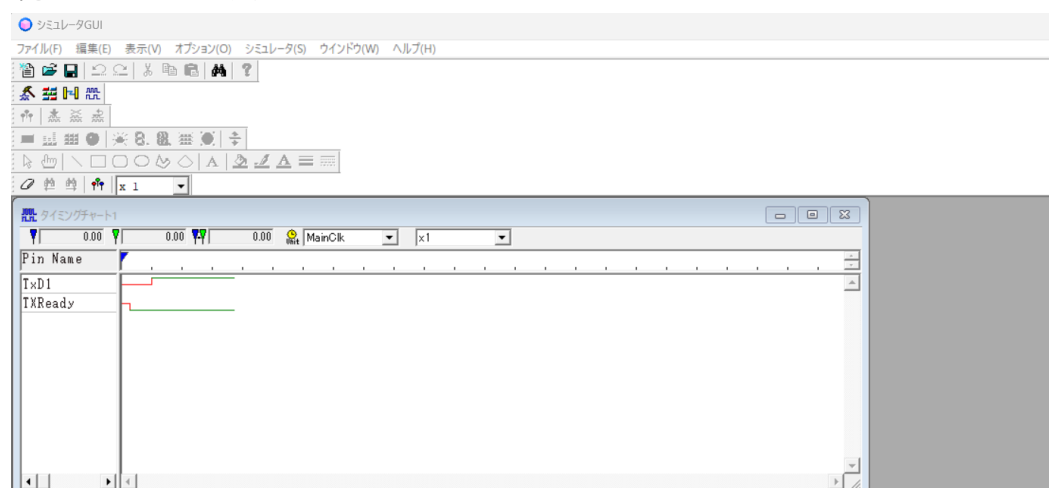 シミュレータGUI
ファイル(F) 編集(E) 表示(V) オプション(O) シミュレータ(S) ウインドウ(W) ヘルプ(H)
x 1
タイミングチャート1
0.00 0.00 0.00 Unit MainClk x1
Pin Name
TxD1
TXReady